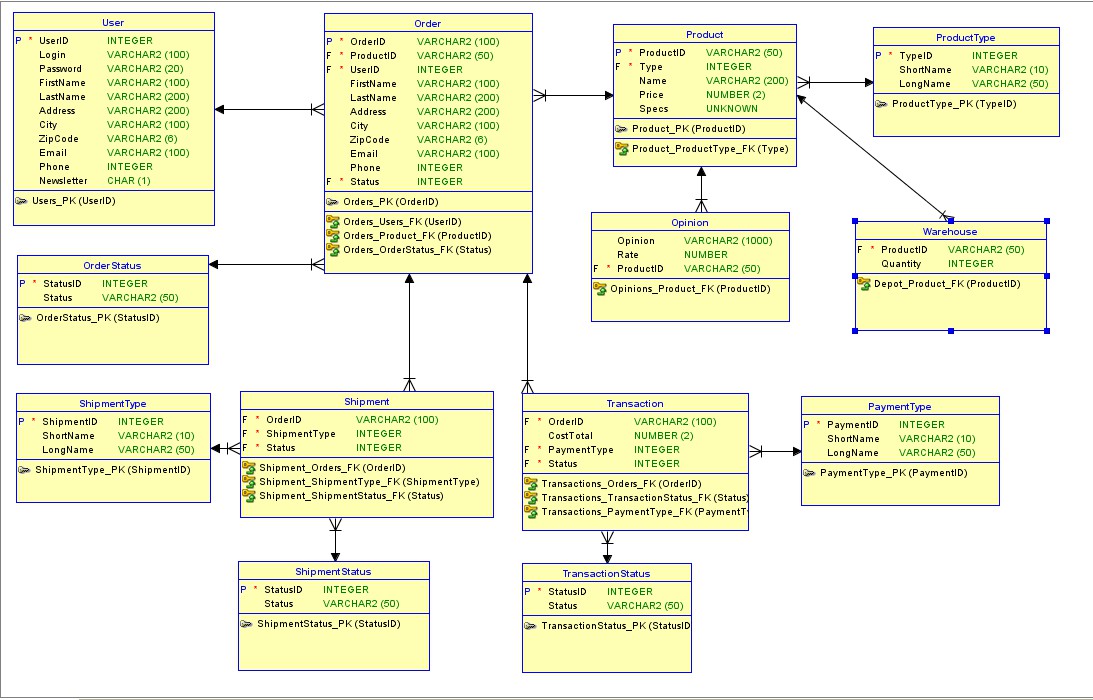 User
P * UserID INTEGER
Login VARCHAR2 (100)
Password VARCHAR2 (20)
FirstName VARCHAR2 (100)
LastName VARCHAR2 (200)
Address VARCHAR2 (200)
City VARCHAR2 (100)
ZipCode VARCHAR2 (6)
Email VARCHAR2 (100)
Phone INTEGER
Newsletter CHAR (1)
Users_PK (UserID)
Order
P * OrderID VARCHAR2 (100)
F * ProductID VARCHAR2 (50)
F * UserID INTEGER
FirstName VARCHAR2 (100)
LastName VARCHAR2 (200)
Address VARCHAR2 (200)
City VARCHAR2 (100)
ZipCode VARCHAR2 (6)
Email VARCHAR2 (100)
Phone INTEGER
F * Status INTEGER
Orders_PK (OrderID)
Orders_Users_FK (UserID)
Orders_Product_FK (ProductID)
Orders_OrderStatus_FK (Status)
Product
P * ProductID VARCHAR2 (50)
F * Type INTEGER
Name VARCHAR2 (200)
Price NUMBER (2)
Specs UNKNOWN
Product_PK (ProductID)
Product_ProductType_FK (Type)
ProductType
P * TypeID INTEGER
ShortName VARCHAR2 (10)
LongName VARCHAR2 (50)
ProductType_PK (TypeID)
Opinion
Opinion VARCHAR2 (1000)
Rate NUMBER
F * ProductID VARCHAR2 (50)
Opinions_Product_FK (ProductID)
Warehouse
F * ProductID VARCHAR2 (50)
Quantity INTEGER
Depot_Product_FK (ProductID)
OrderStatus
P * StatusID INTEGER
Status VARCHAR2 (50)
OrderStatus_PK (StatusID)
ShipmentType
P * ShipmentID INTEGER
ShortName VARCHAR2 (10)
LongName VARCHAR2 (50)
ShipmentType_PK (ShipmentID)
Shipment
F * OrderID VARCHAR2 (100)
F * ShipmentType INTEGER
F * Status INTEGER
Shipment_Orders_FK (OrderID)
Shipment_ShipmentType_FK (ShipmentType)
Shipment_ShipmentStatus_FK (Status)
Transaction
F * OrderID VARCHAR2 (100)
CostTotal NUMBER (2)
F * PaymentType INTEGER
F * Status INTEGER
Transactions_Orders_FK (OrderID)
Transactions_TransactionStatus_FK (Status)
Transactions_PaymentType_FK (PaymentT
PaymentType
P * PaymentID INTEGER
ShortName VARCHAR2 (10)
LongName VARCHAR2 (50)
PaymentType_PK (PaymentID)
ShipmentStatus
P * StatusID INTEGER
Status VARCHAR2 (50)
ShipmentStatus_PK (StatusID)
TransactionStatus
P * StatusID INTEGER
Status VARCHAR2 (50)
TransactionStatus_PK (StatusID